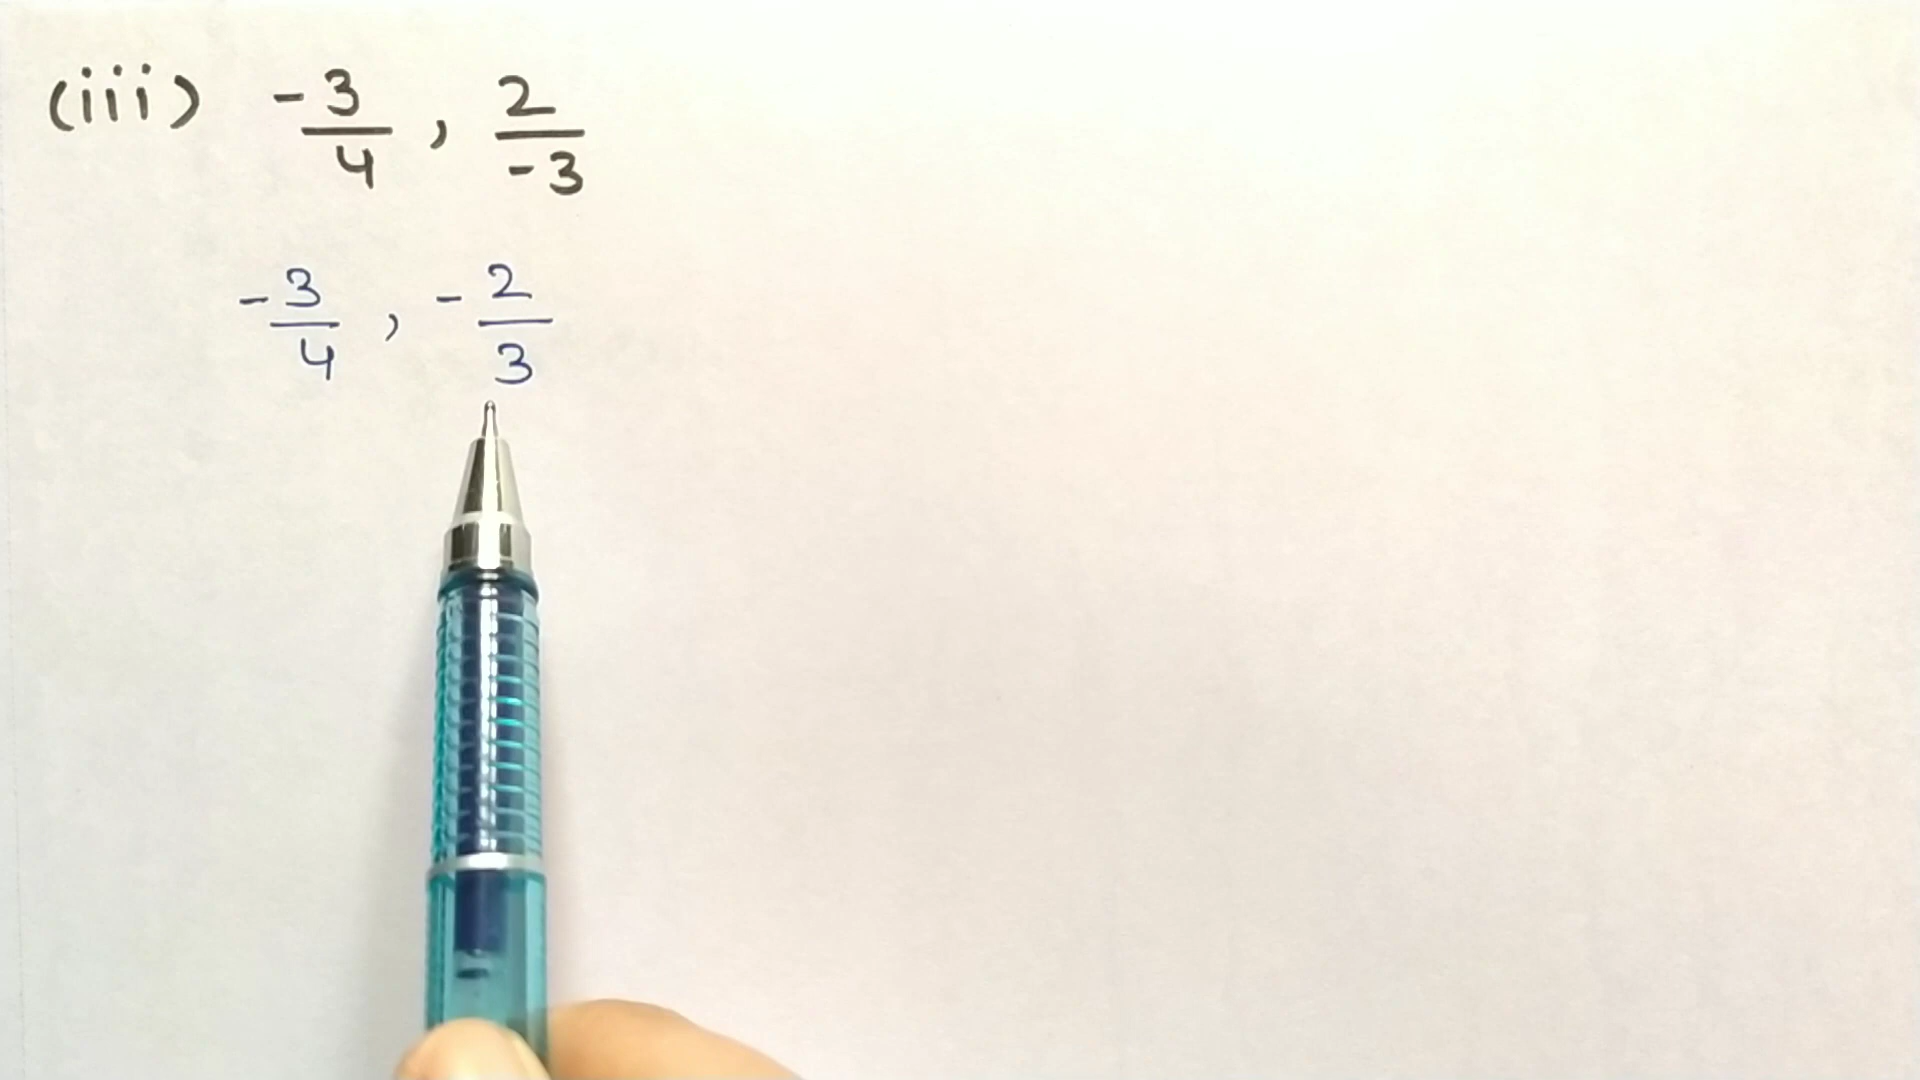 (iii) -3/4 , 2/-3
-3/4 , -2/3